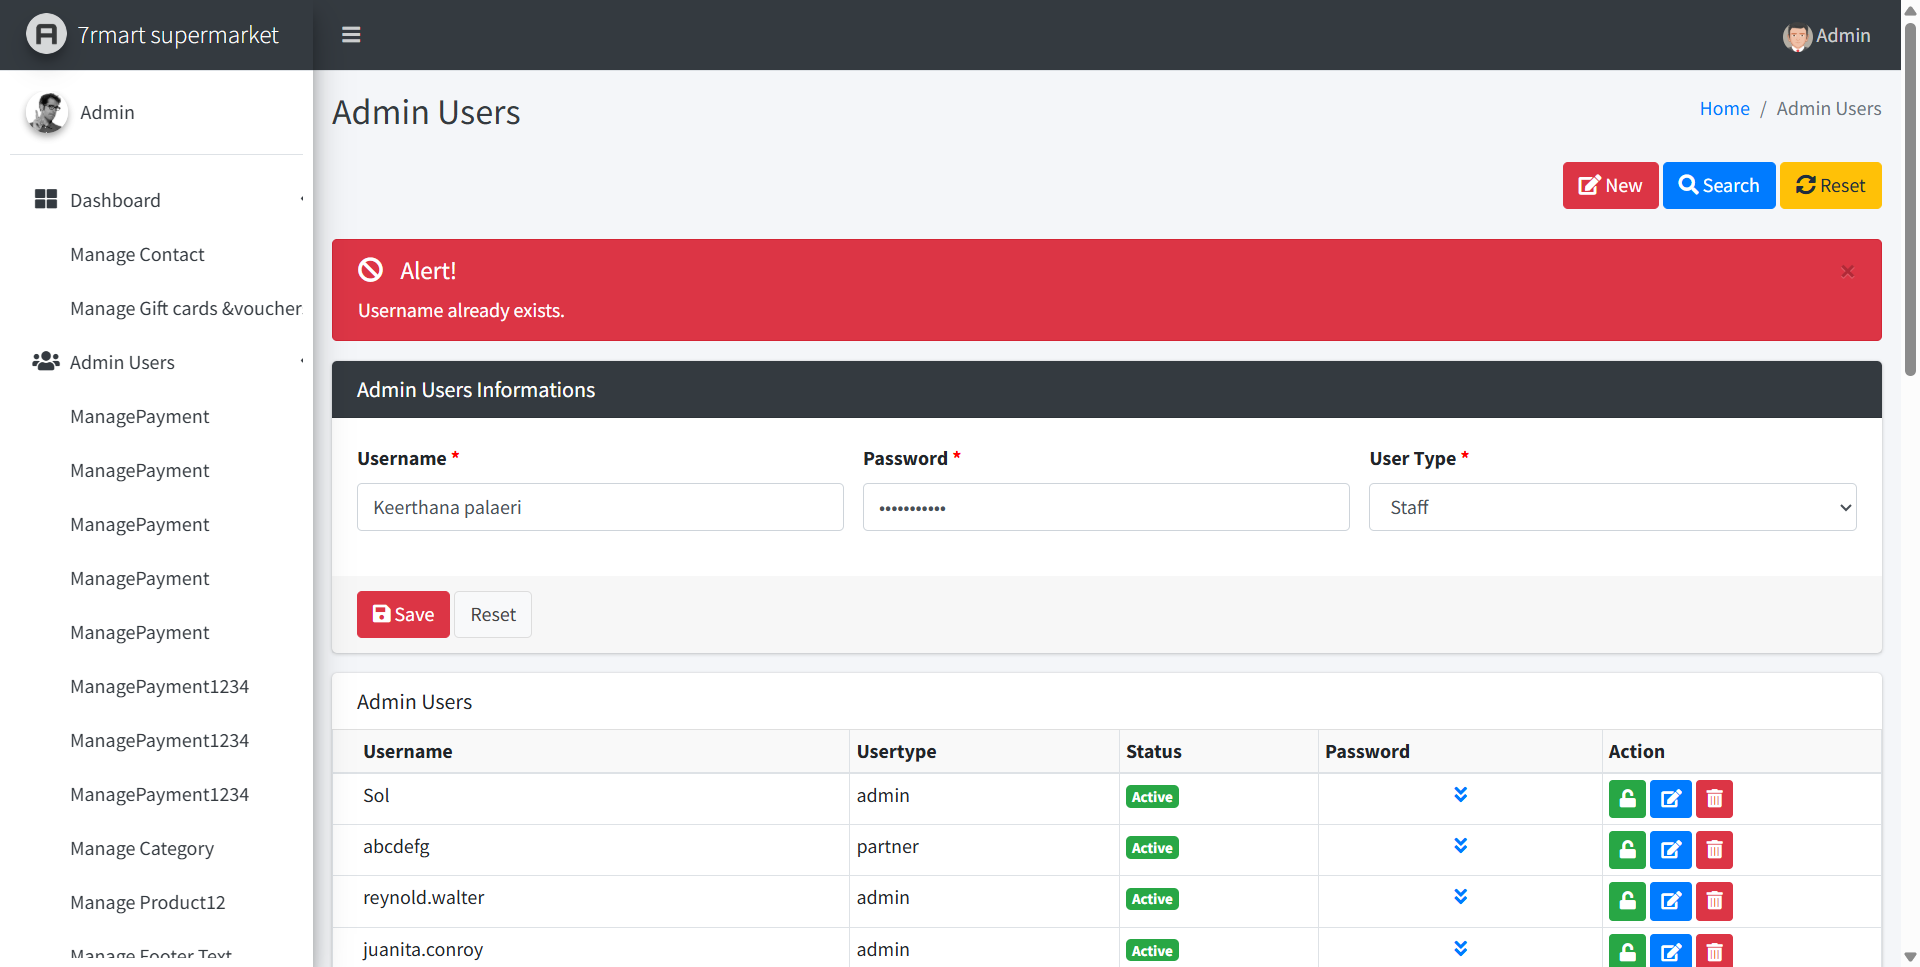 7rmart supermarket
Admin
Admin
Admin Users
Home / Admin Users
New Search Reset
Dashboard
Manage Contact
Manage Gift cards &voucher
Admin Users
ManagePayment
ManagePayment
ManagePayment
ManagePayment
ManagePayment
ManagePayment1234
ManagePayment1234
ManagePayment1234
Manage Category
Manage Product12
Manage Footer Text
Alert!
×
Username already exists.
Admin Users Informations
Username * Password * User Type *
Keerthana palaeri ••••••••••• Staff
Save Reset
Admin Users
Username Usertype Status Password Action
Sol admin Active
abcdefg partner Active
reynold.walter admin Active
juanita.conroy admin Active